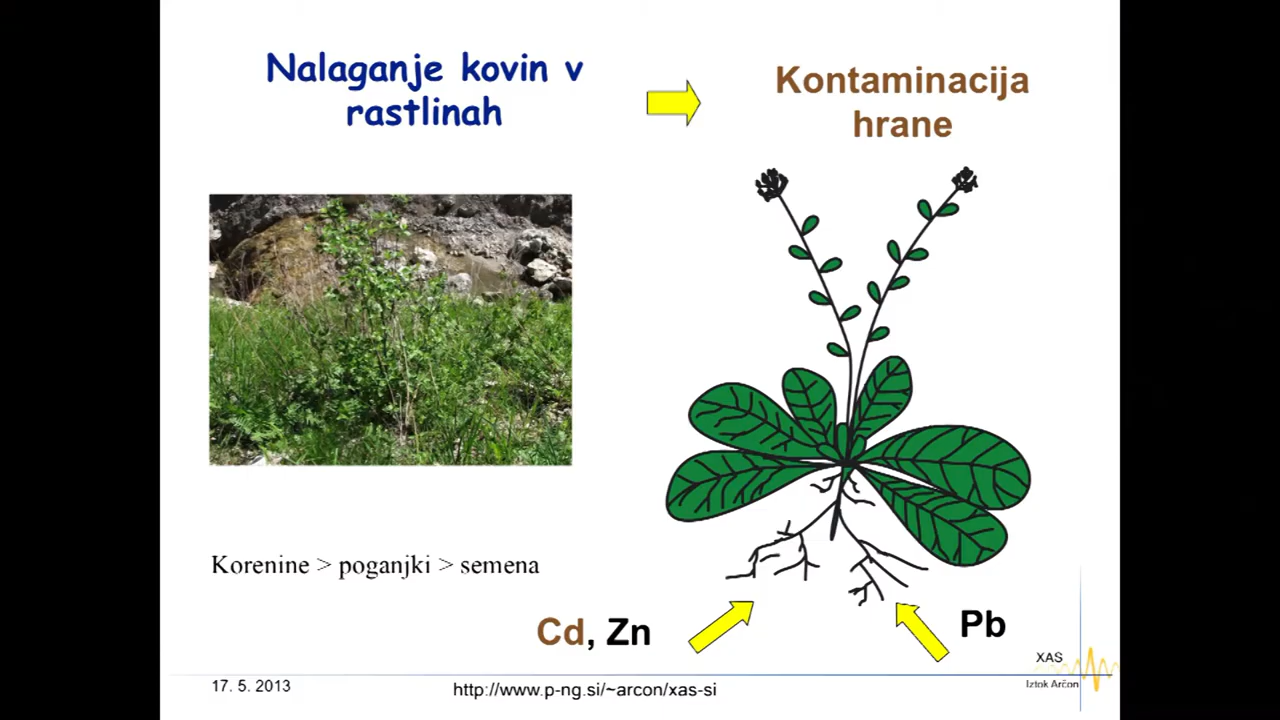 Nalaganje kovin v
rastlinah
Kontaminacija
hrane
Korenine > poganjki > semena
Cd, Zn
Pb
17. 5. 2013
http://www.p-ng.si/~arcon/xas-si
XAS
Iztok Arčon